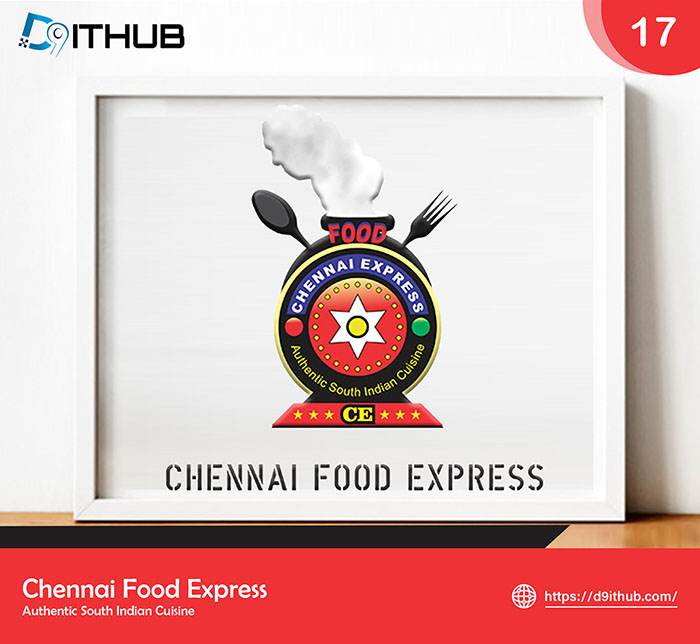 D9ITHUB
17
FOOD
CHENNAI EXPRESS
Authentic South Indian Cuisine
CE
CHENNAI FOOD EXPRESS
Chennai Food Express
Authentic South Indian Cuisine
https://d9ithub.com/